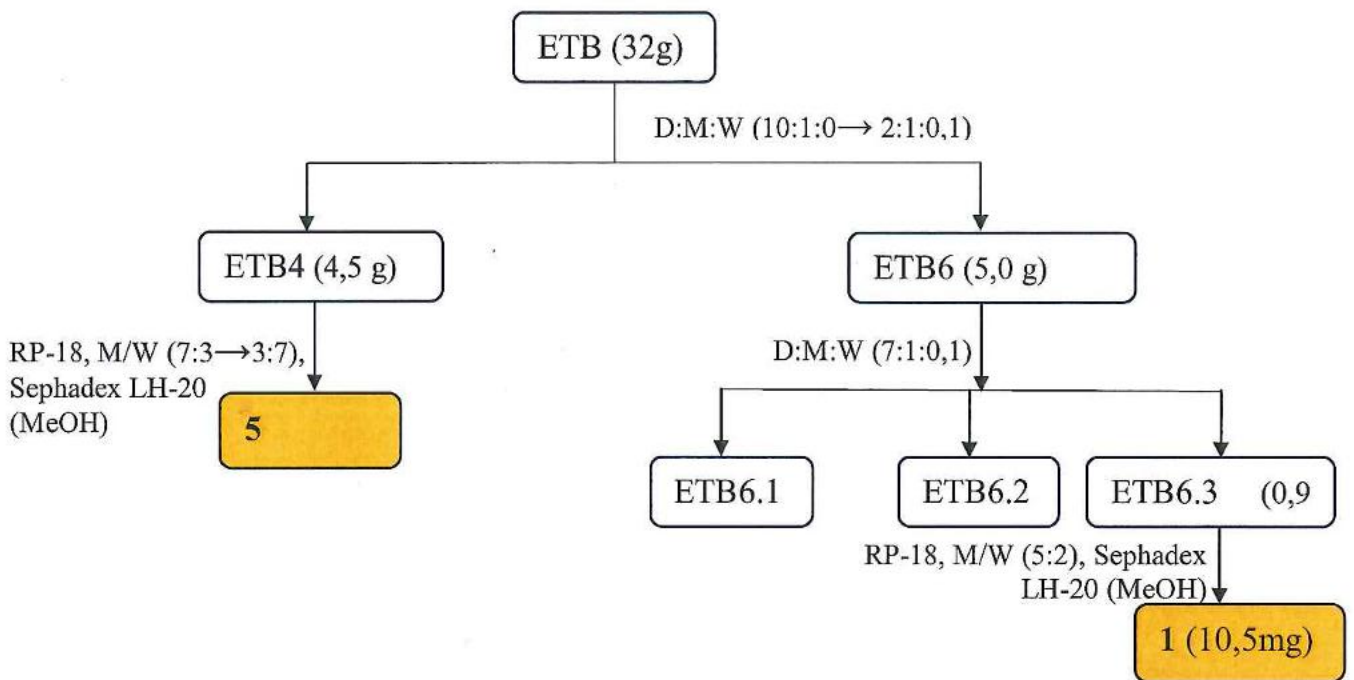 ETB (32g)
D:M:W (10:1:0→ 2:1:0,1)
ETB4 (4,5 g)
ETB6 (5,0 g)
RP-18, M/W (7:3→3:7),
Sephadex LH-20
(MeOH)
D:M:W (7:1:0,1)
5
ETB6.1
ETB6.2
ETB6.3 (0,9
RP-18, M/W (5:2), Sephadex
LH-20 (MeOH)
1 (10,5mg)